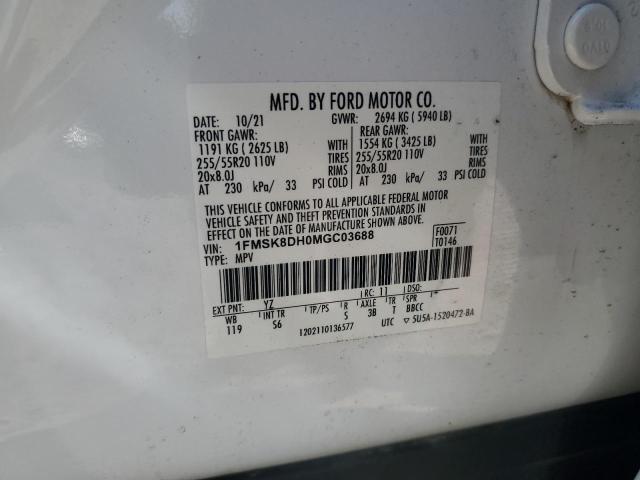 MFD. BY FORD MOTOR CO.
DATE: 10/21 GVWR: 2694 KG ( 5940 LB)
FRONT GAWR: REAR GAWR:
1191 KG ( 2625 LB) WITH 1554 KG ( 3425 LB) WITH
255/55R20 110V TIRES 255/55R20 110V TIRES
20x8.0J RIMS 20x8.0J RIMS
AT 230 kPa/ 33 PSI COLD AT 230 kPa/ 33 PSI COLD
THIS VEHICLE CONFORMS TO ALL APPLICABLE FEDERAL MOTOR
VEHICLE SAFETY AND THEFT PREVENTION STANDARDS IN
EFFECT ON THE DATE OF MANUFACTURE SHOWN ABOVE.
VIN: 1FMSK8DH0MGC03688 F0071
TYPE: MPV T0146
EXT PNT: YZ RC: 11 DSO:
WB INT TR TP/PS R AXLE TR SPR
119 S6 S 3B T BBCC
1202110136577 UTC ▽ 5U5A-1520472-BA